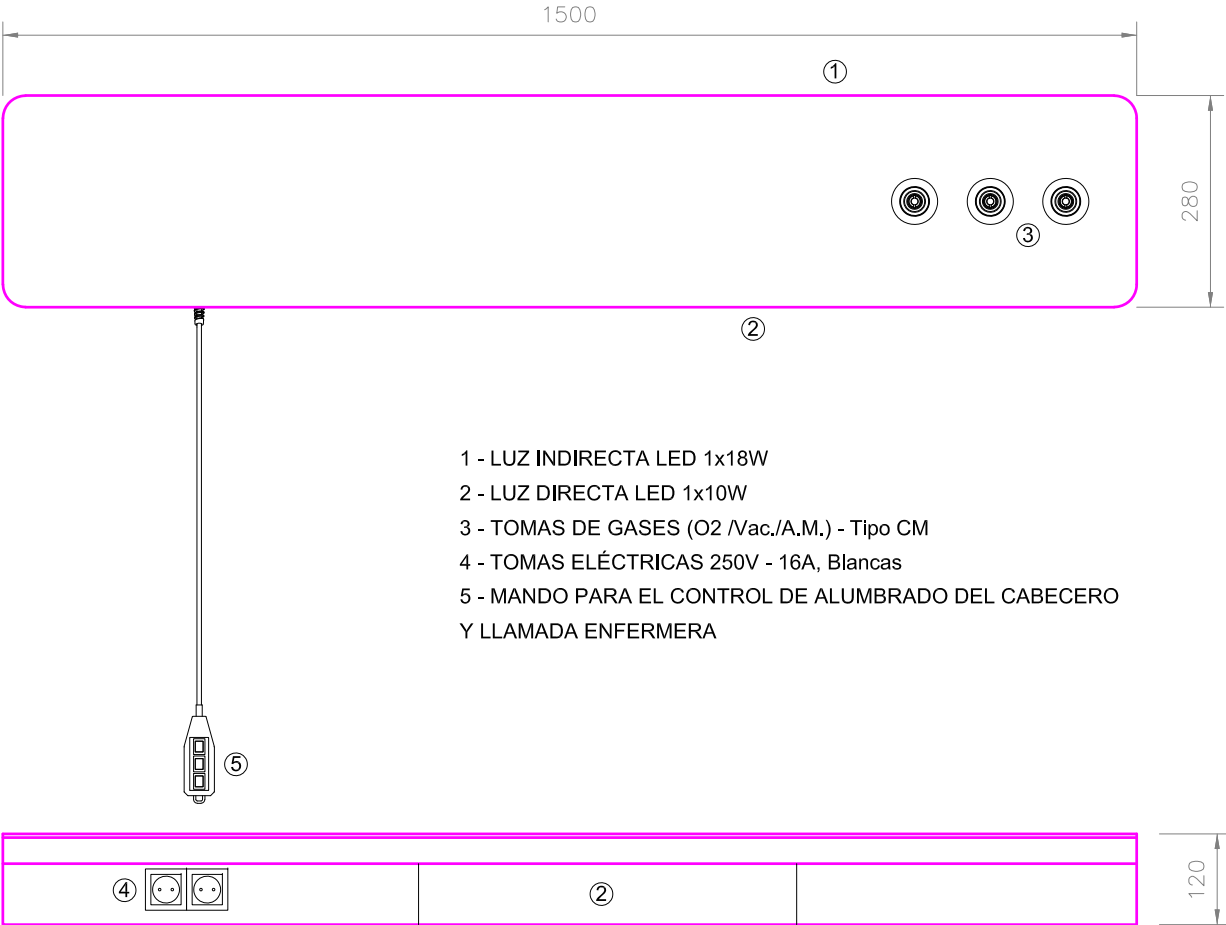 1500
1
280
3
2
1 - LUZ INDIRECTA LED 1x18W
2 - LUZ DIRECTA LED 1x10W
3 - TOMAS DE GASES (O2 /Vac./A.M.) - Tipo CM
4 - TOMAS ELÉCTRICAS 250V - 16A, Blancas
5 - MANDO PARA EL CONTROL DE ALUMBRADO DEL CABECERO
Y LLAMADA ENFERMERA
5
4
2
120